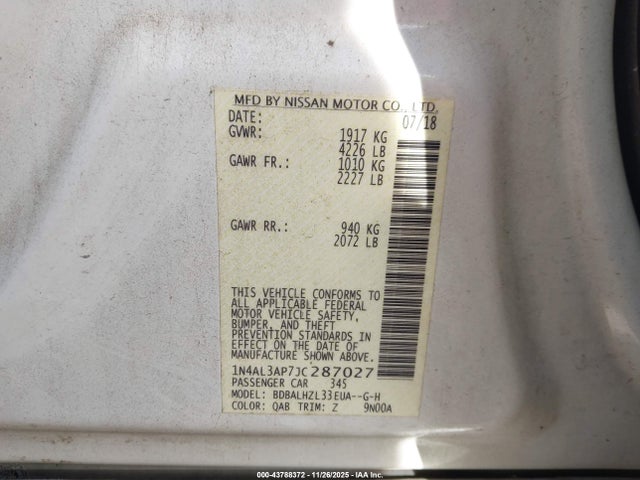 MFD BY NISSAN MOTOR CO., LTD.
DATE: 07/18
GVWR: 1917 KG
4226 LB
GAWR FR.: 1010 KG
2227 LB
GAWR RR.: 940 KG
2072 LB
THIS VEHICLE CONFORMS TO
ALL APPLICABLE FEDERAL
MOTOR VEHICLE SAFETY,
BUMPER, AND THEFT
PREVENTION STANDARDS IN
EFFECT ON THE DATE OF
MANUFACTURE SHOWN ABOVE.
1N4AL3AP7JC287027
PASSENGER CAR 345
MODEL: BDBALHZL33EUA--G-H
COLOR: QAB TRIM: Z 9N00A
000-43788372 - 11/26/2025 - IAA Inc.